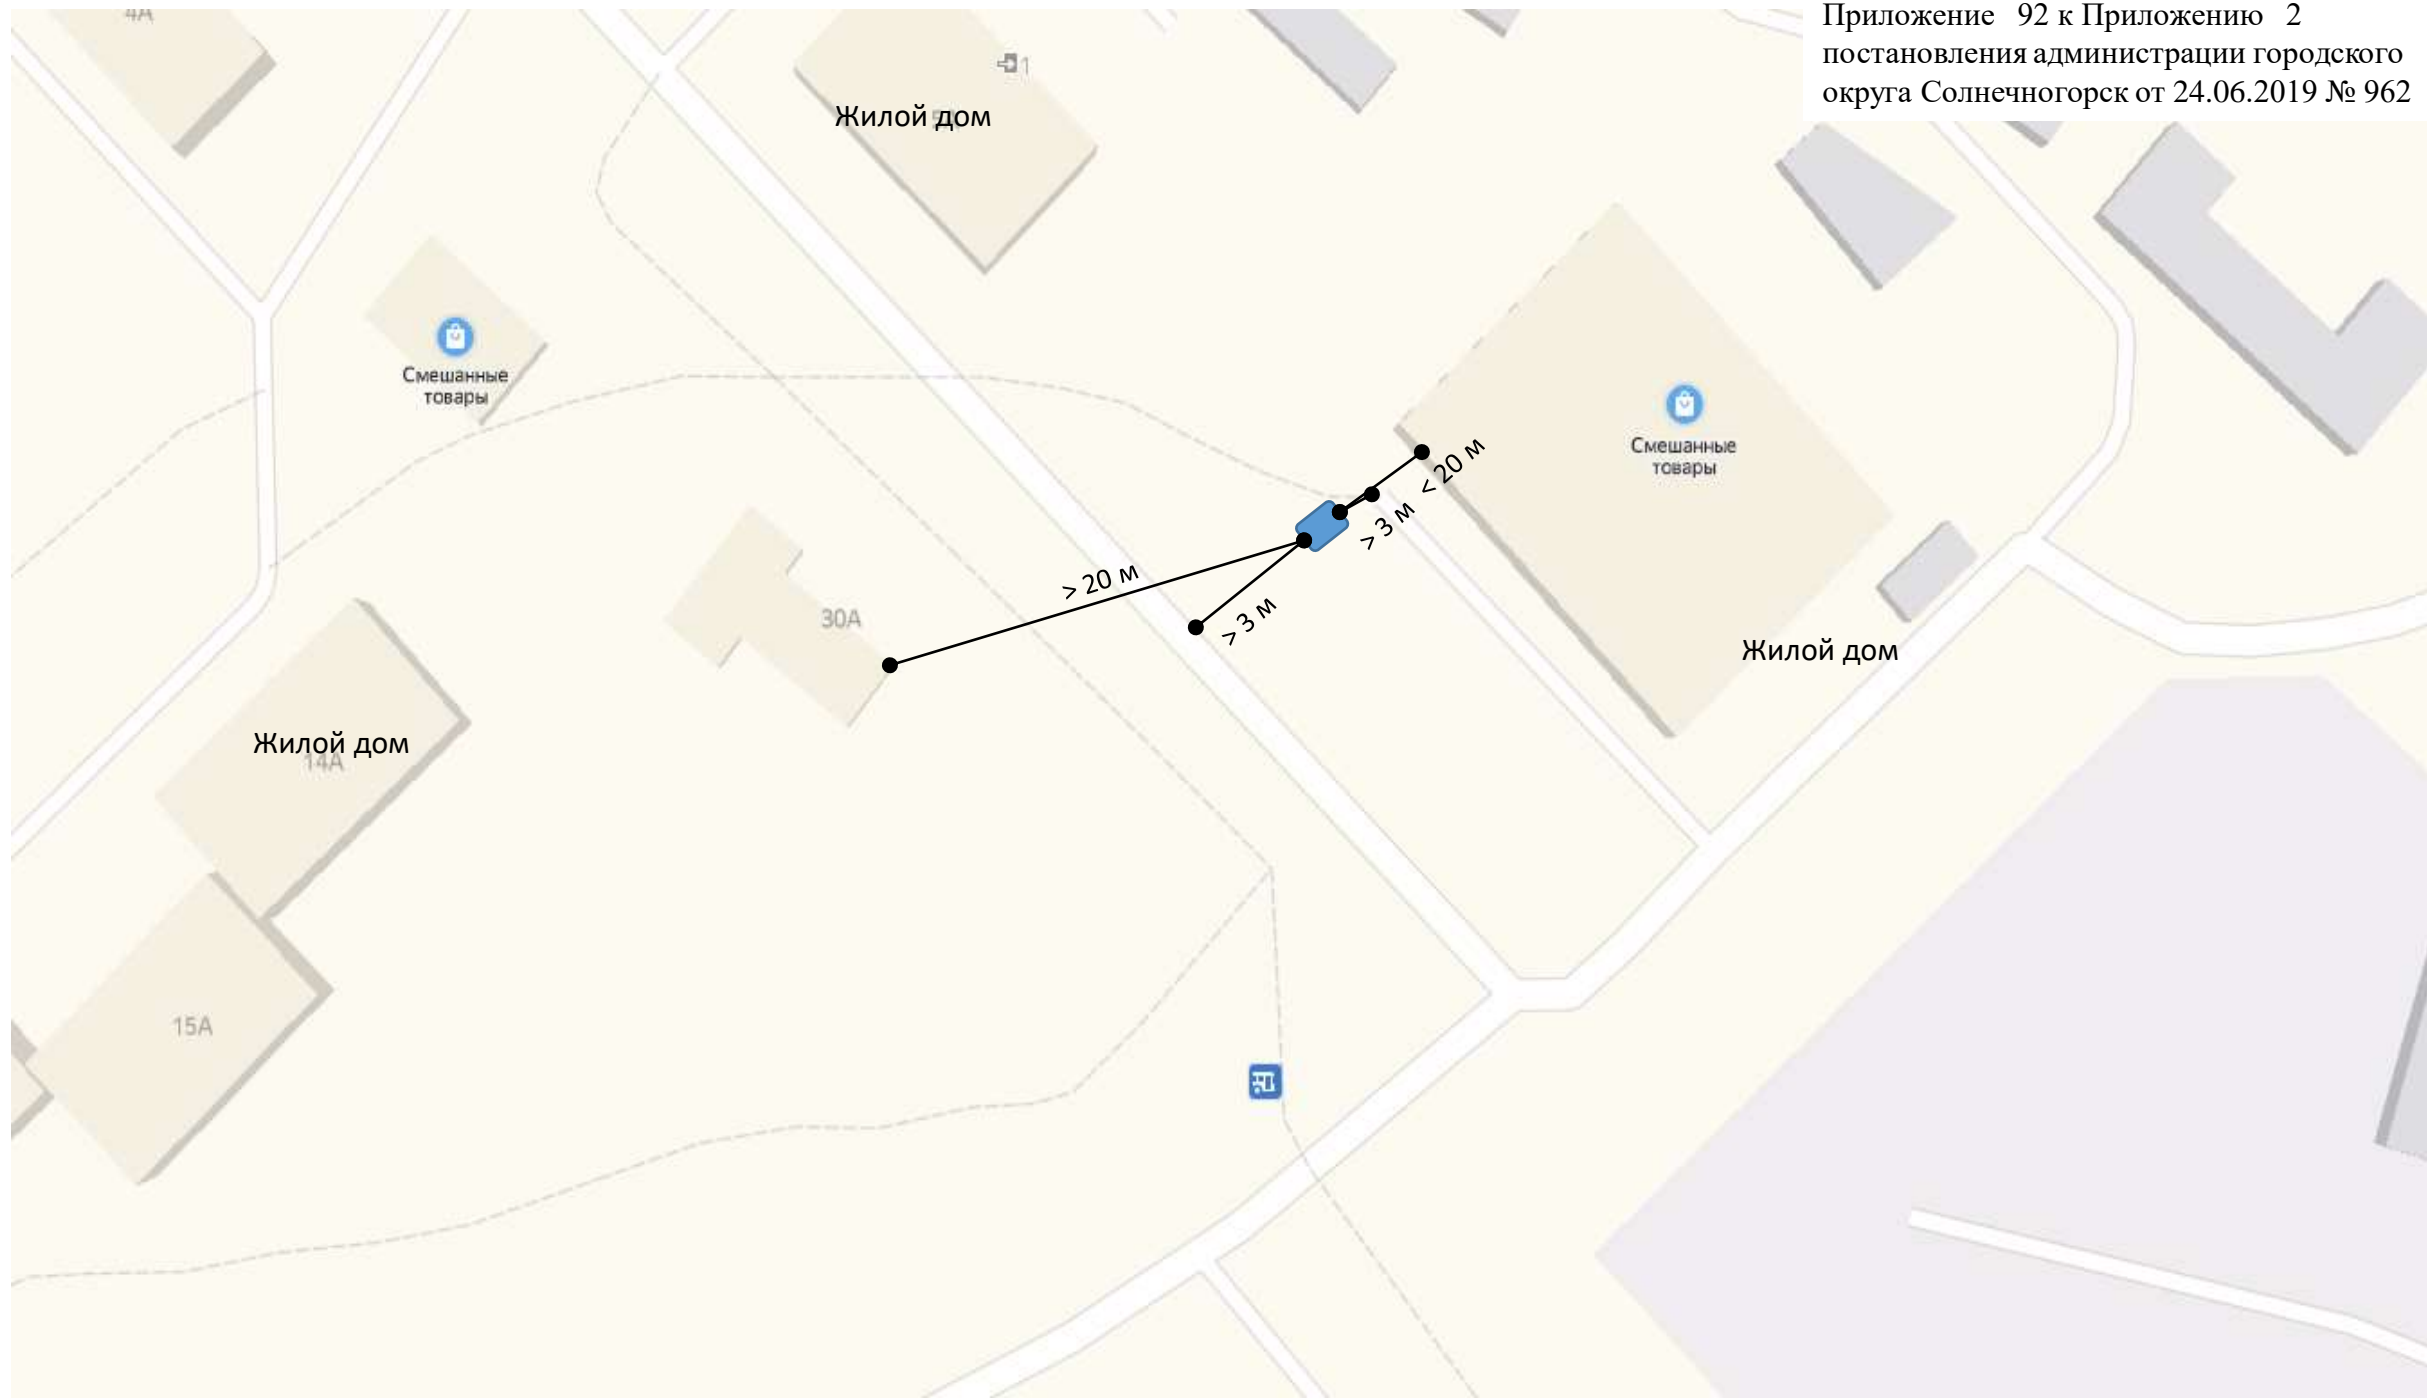 Приложение 92 к Приложению 2
постановления администрации городского
округа Солнечногорск от 24.06.2019 № 962
4А
1
Жилой дом
Смешанные
товары
Смешанные
товары
< 20 м
> 3 м
> 20 м
> 3 м
30А
Жилой дом
Жилой дом
14А
15А